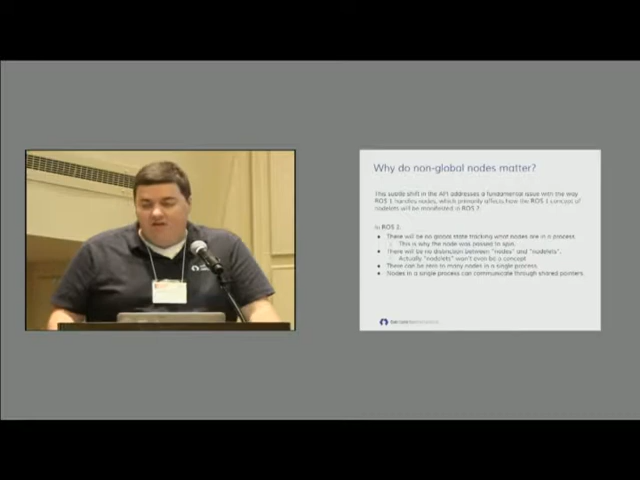 Why do non-global nodes matter?
This subtle shift in the API addresses a fundamental issue with the way
ROS 1 handles nodes, which primarily affects how the ROS 1 concept of
nodelets will be manifested in ROS 2.
In ROS 2:
● There will be no global state tracking what nodes are in a process.
○ This is why the node was passed to spin.
● There will be no distinction between "nodes" and "nodelets".
○ Actually "nodelets" won't even be a concept.
● There can be zero to many nodes in a single process.
● Nodes in a single process can communicate through shared pointers.